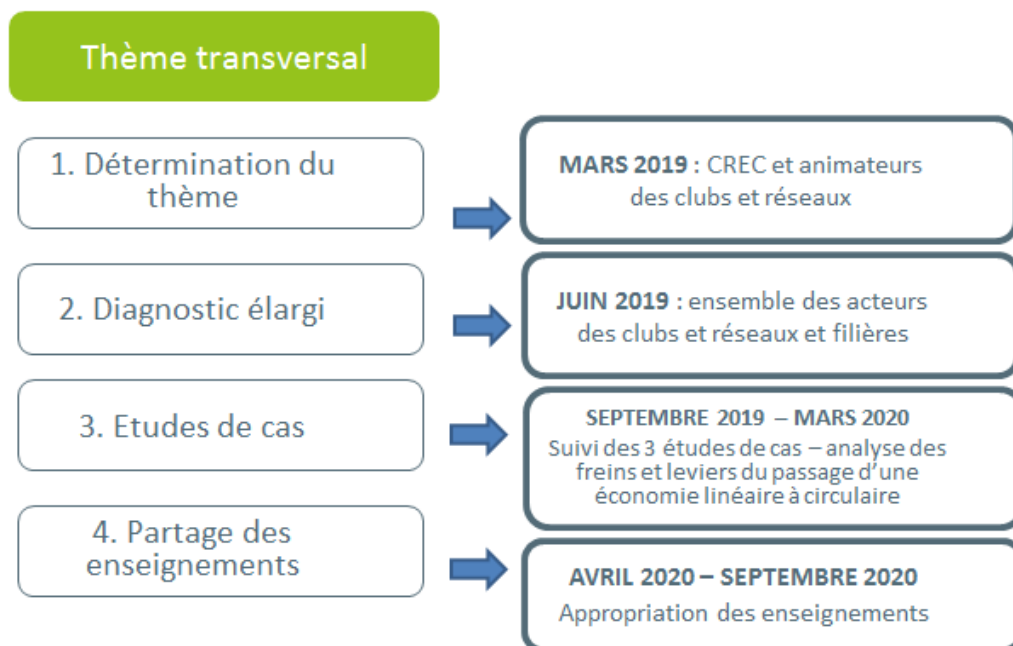 Thème transversal
1. Détermination du
thème
MARS 2019 : CREC et animateurs
des clubs et réseaux
2. Diagnostic élargi
JUIN 2019 : ensemble des acteurs
des clubs et réseaux et filières
3. Etudes de cas
SEPTEMBRE 2019 – MARS 2020
Suivi des 3 études de cas – analyse des
freins et leviers du passage d’une
économie linéaire à circulaire
4. Partage des
enseignements
AVRIL 2020 – SEPTEMBRE 2020
Appropriation des enseignements